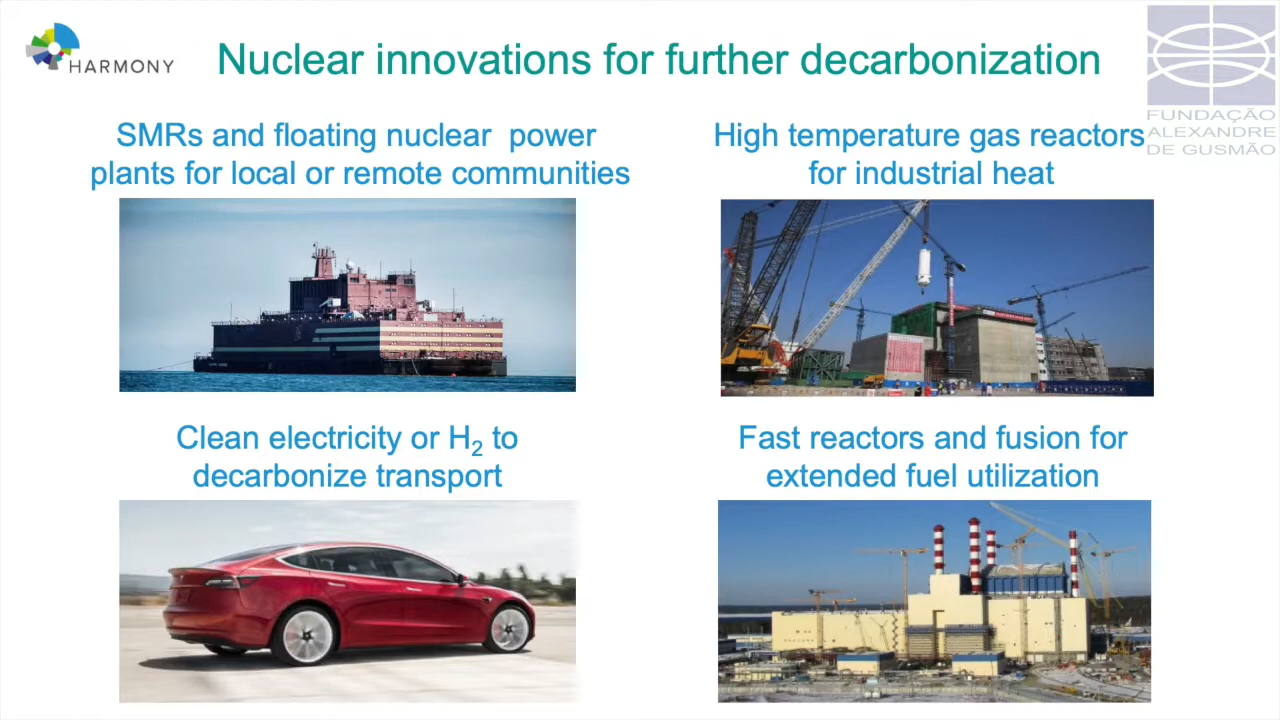 HARMONY
Nuclear innovations for further decarbonization
FUNDAÇÃO
ALEXANDRE
DE GUSMÃO
SMRs and floating nuclear power
plants for local or remote communities
High temperature gas reactors
for industrial heat
Clean electricity or H₂ to
decarbonize transport
Fast reactors and fusion for
extended fuel utilization